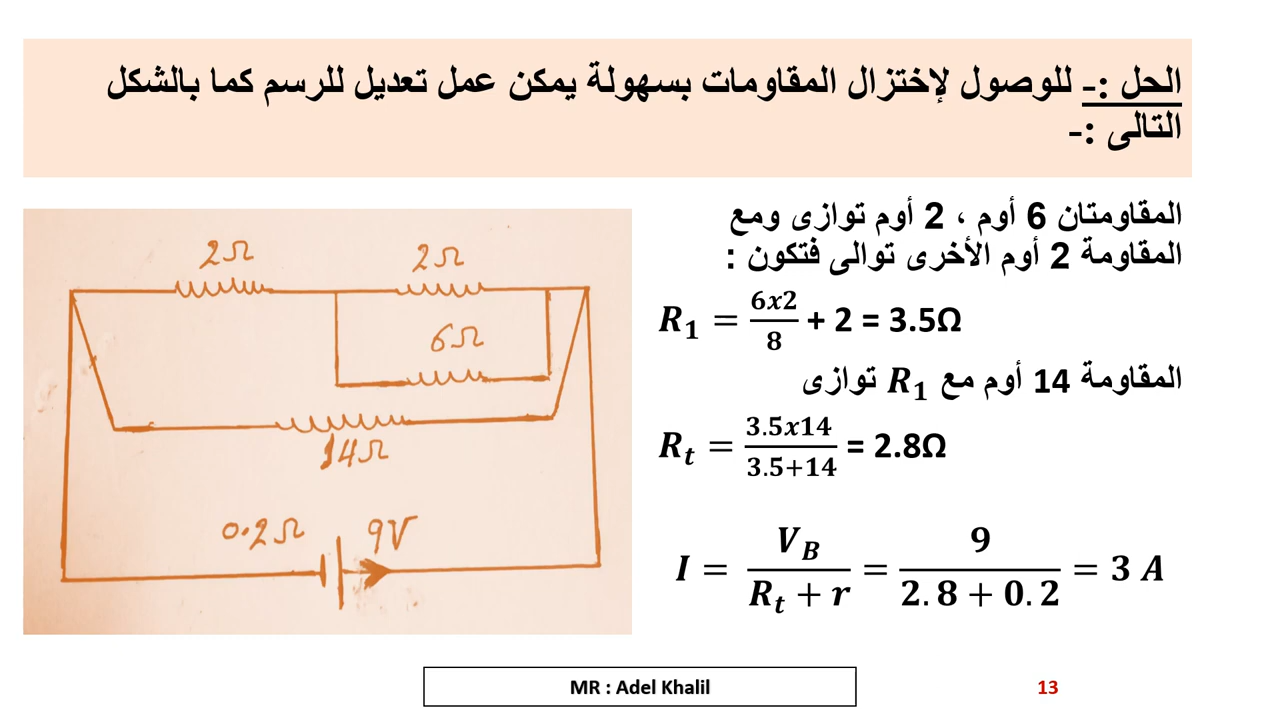 الحل :- للوصول لإختزال المقاومات بسهولة يمكن عمل تعديل للرسم كما بالشكل
التالى :-
المقاومتان 6 أوم ، 2 أوم توازى ومع
المقاومة 2 أوم الأخرى توالى فتكون :
R₁ = 6x2/8 + 2 = 3.5Ω
المقاومة 14 أوم مع R₁ توازى
Rₜ = 3.5x14/3.5+14 = 2.8Ω
I = V_B/Rₜ + r = 9/2.8 + 0.2 = 3 A
2Ω
2Ω
6Ω
14Ω
0.2Ω
9V
MR : Adel Khalil
13